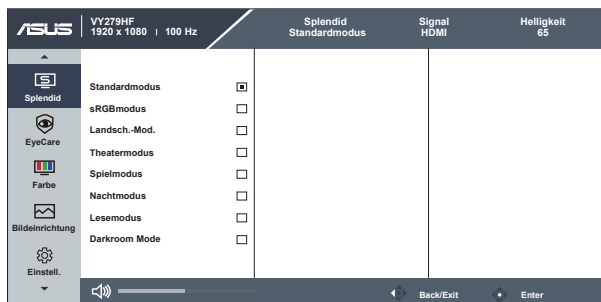 ASUS
VY279HF
1920 x 1080 | 100 Hz
Splendid
Standardmodus
Signal
HDMI
Helligkeit
65
Splendid
EyeCare
Farbe
Bildeinrichtung
Einstell.
Standardmodus
sRGBmodus
Landsch.-Mod.
Theatermodus
Spielmodus
Nachtmodus
Lesemodus
Darkroom Mode
Back/Exit
Enter